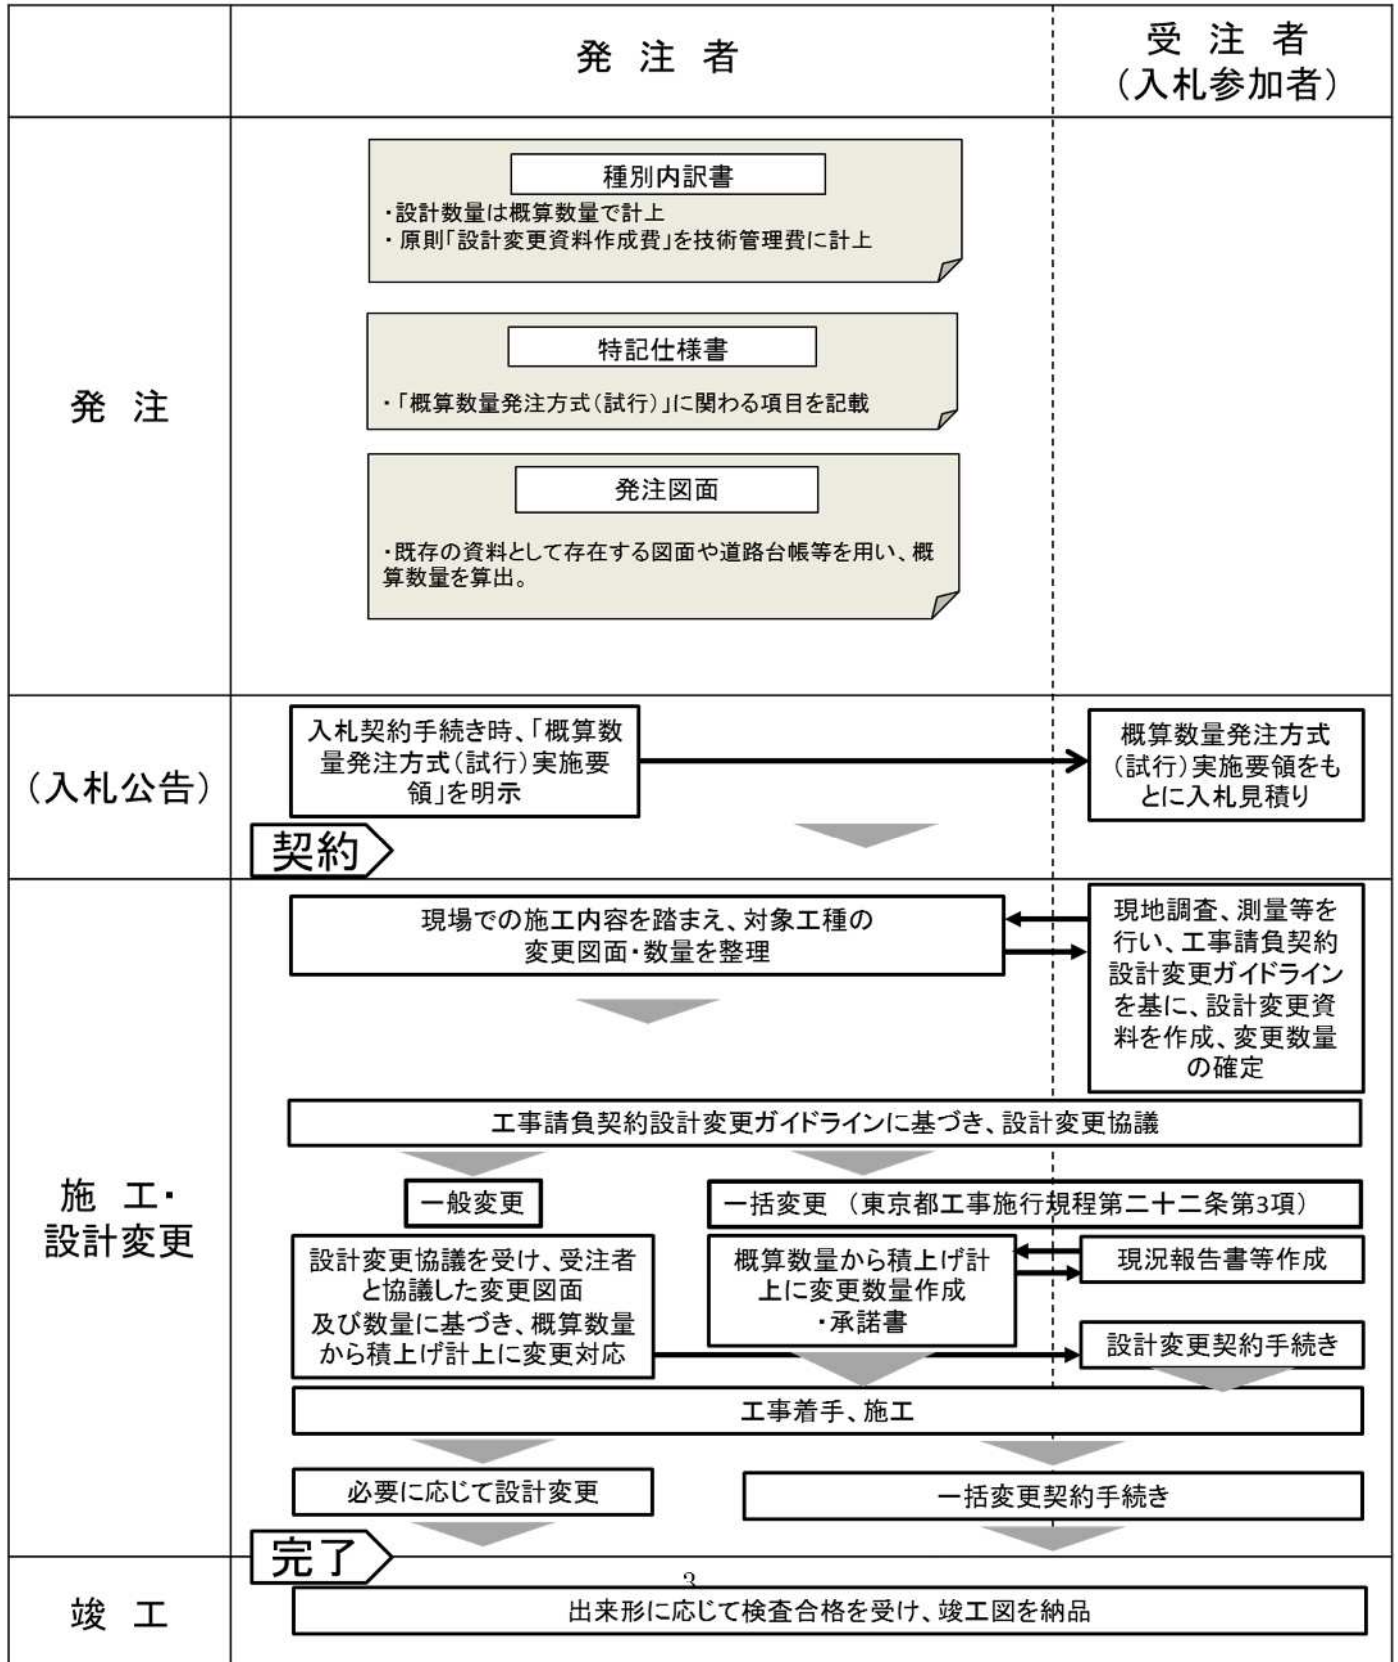 発 注 者
受 注 者
（入札参加者）
発 注
種別内訳書
・設計数量は概算数量で計上
・原則「設計変更資料作成費」を技術管理費に計上
特記仕様書
・「概算数量発注方式（試行）」に関わる項目を記載
発注図面
・既存の資料として存在する図面や道路台帳等を用い、概
算数量を算出。
（入札公告）
入札契約手続き時、「概算数
量発注方式（試行）実施要
領」を明示
概算数量発注方式
（試行）実施要領をも
とに入札見積り
契約
施 工・
設計変更
現場での施工内容を踏まえ、対象工種の
変更図面・数量を整理
現地調査、測量等を
行い、工事請負契約
設計変更ガイドライン
を基に、設計変更資
料を作成、変更数量
の確定
工事請負契約設計変更ガイドラインに基づき、設計変更協議
一般変更
一括変更 （東京都工事施行規程第二十二条第3項）
設計変更協議を受け、受注者
と協議した変更図面
及び数量に基づき、概算数量
から積上げ計上に変更対応
概算数量から積上げ計
上に変更数量作成
・承諾書
現況報告書等作成
設計変更契約手続き
工事着手、施工
必要に応じて設計変更
一括変更契約手続き
完了
竣 工
3
出来形に応じて検査合格を受け、竣工図を納品